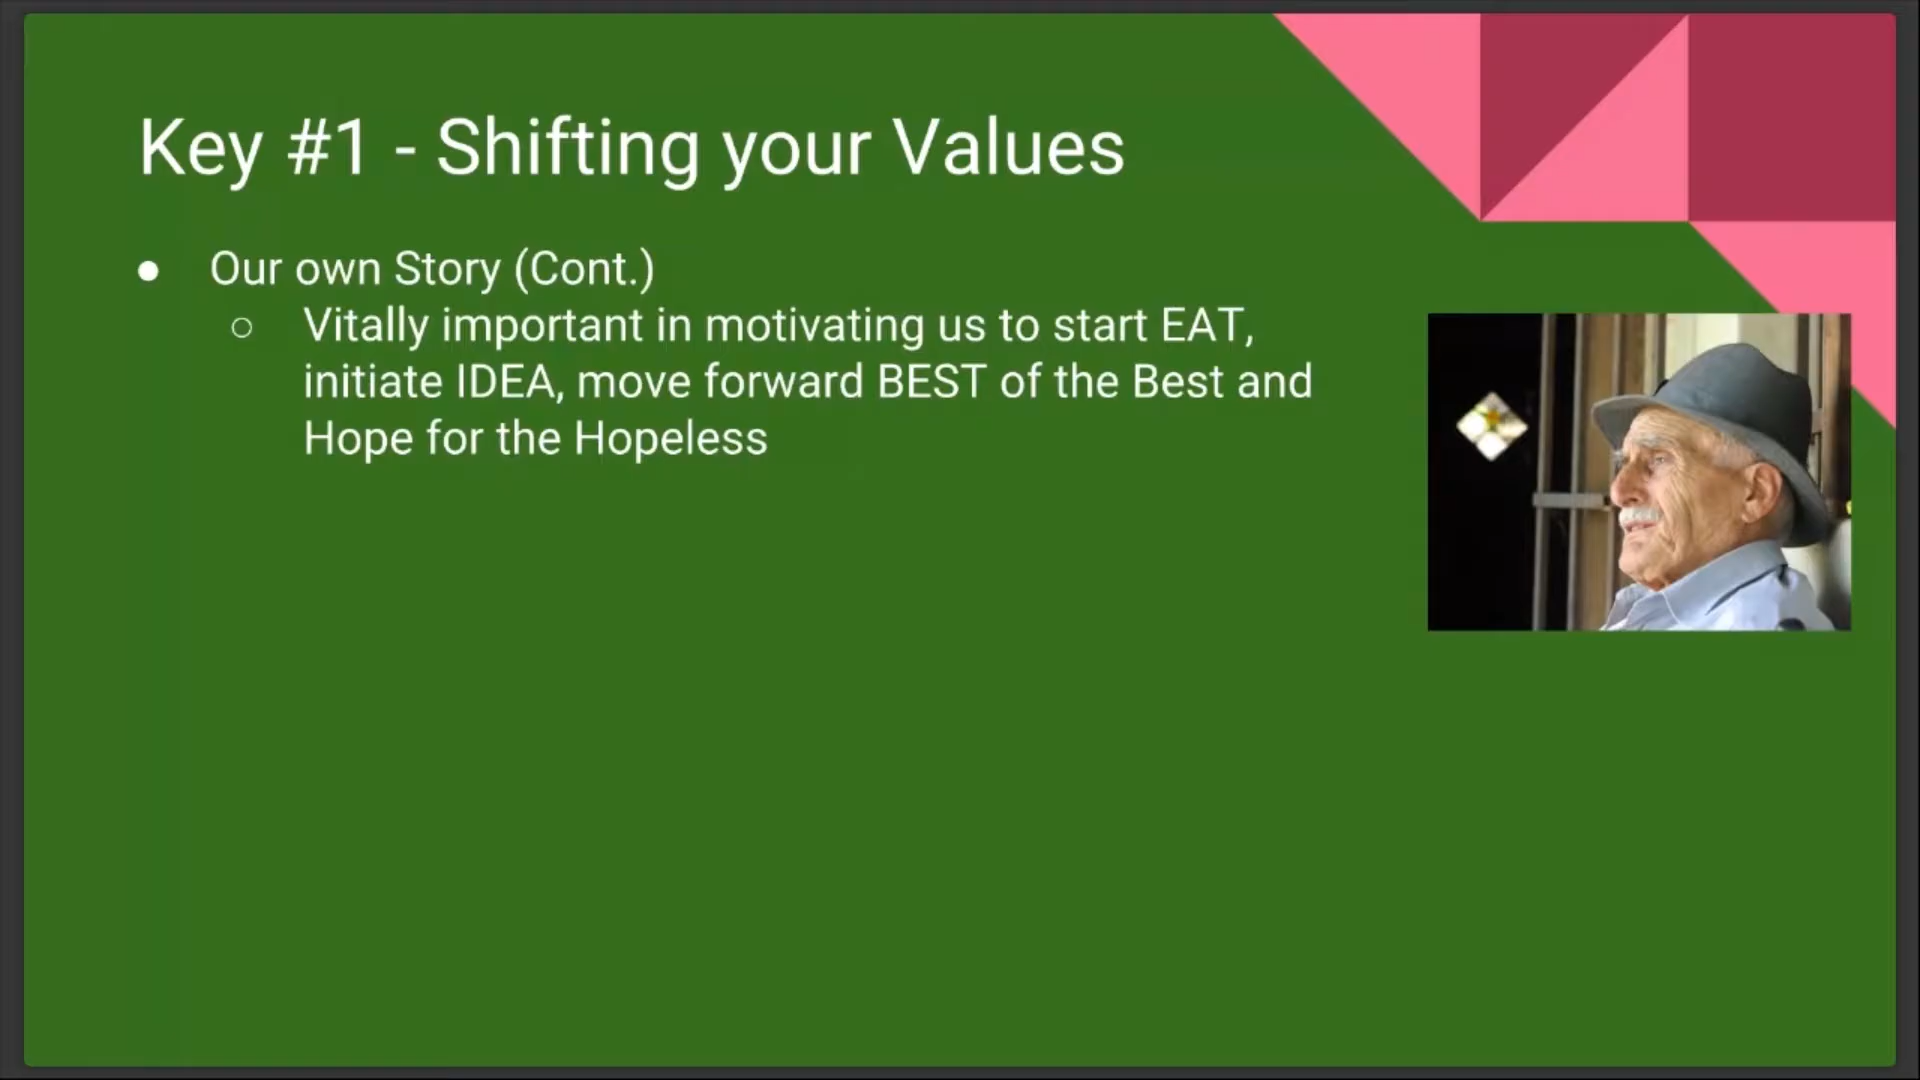 Key #1 - Shifting your Values
● Our own Story (Cont.)
○ Vitally important in motivating us to start EAT,
initiate IDEA, move forward BEST of the Best and
Hope for the Hopeless